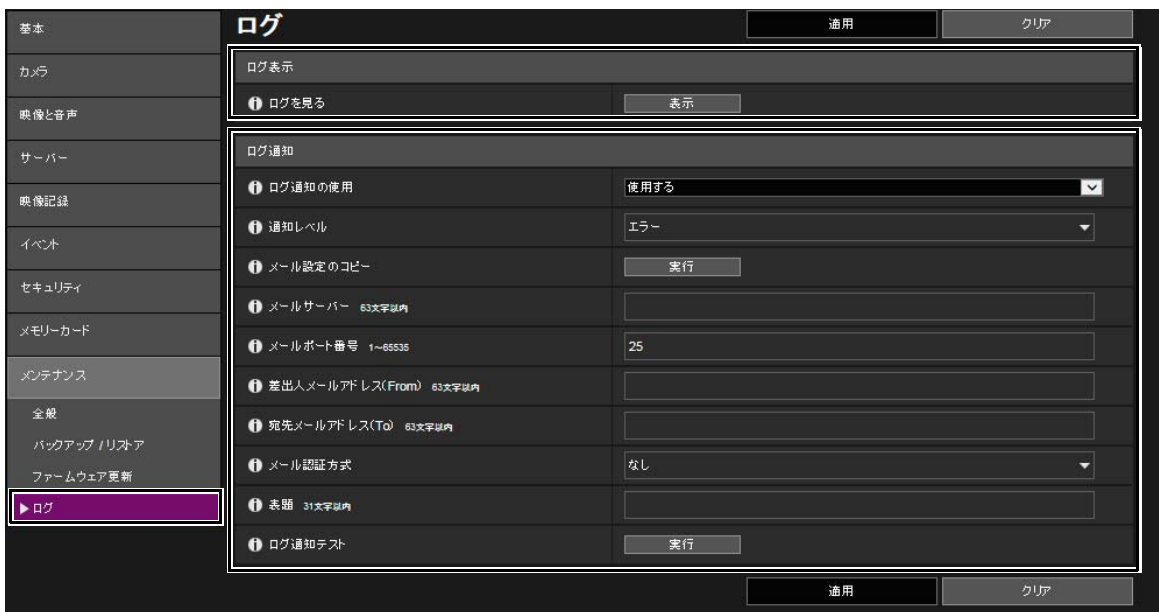 基本
カメラ
映像と音声
サーバー
映像記録
イベント
セキュリティ
メモリーカード
メンテナンス
全般
バックアップ / リストア
ファームウェア更新
▶ログ
ログ
適用 クリア
ログ表示
ログを見る 表示
ログ通知
ログ通知の使用 使用する
通知レベル エラー
メール設定のコピー 実行
メールサーバー 63文字以内
メールポート番号 1~65535 25
差出人メールアドレス(From) 63文字以内
宛先メールアドレス(To) 63文字以内
メール認証方式 なし
表題 31文字以内
ログ通知テスト 実行
適用 クリア